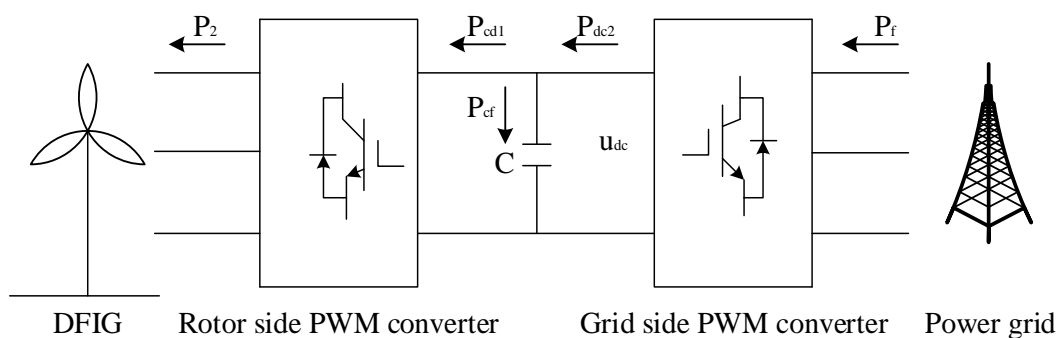 P2 Pcd1 Pdc2 Pf
Pcf
C
udc
DFIG Rotor side PWM converter Grid side PWM converter Power grid